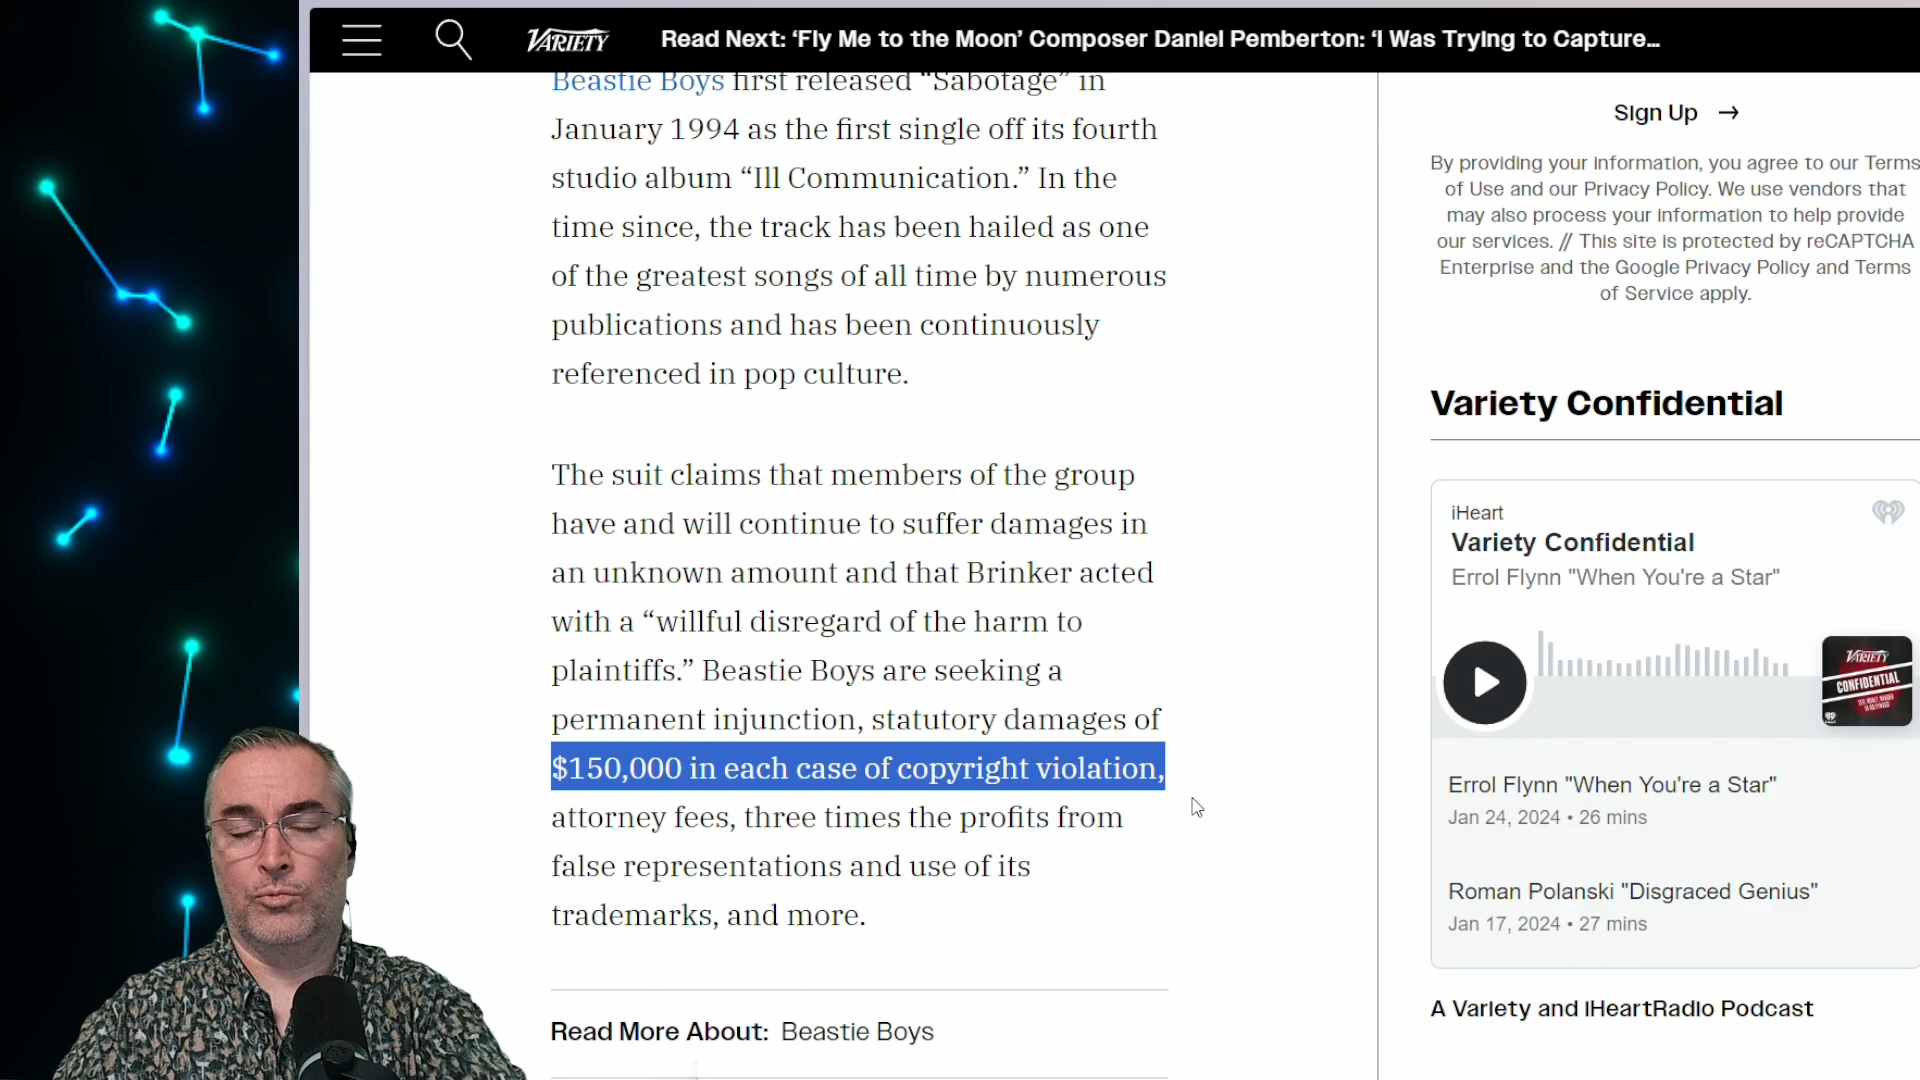 VARIETY
Read Next: ‘Fly Me to the Moon’ Composer Daniel Pemberton: ‘I Was Trying to Capture...
Beastie Boys first released “Sabotage” in
January 1994 as the first single off its fourth
studio album “Ill Communication.” In the
time since, the track has been hailed as one
of the greatest songs of all time by numerous
publications and has been continuously
referenced in pop culture.
The suit claims that members of the group
have and will continue to suffer damages in
an unknown amount and that Brinker acted
with a “willful disregard of the harm to
plaintiffs.” Beastie Boys are seeking a
permanent injunction, statutory damages of
$150,000 in each case of copyright violation,
attorney fees, three times the profits from
false representations and use of its
trademarks, and more.
Read More About: Beastie Boys
Sign Up →
By providing your information, you agree to our Terms
of Use and our Privacy Policy. We use vendors that
may also process your information to help provide
our services. // This site is protected by reCAPTCHA
Enterprise and the Google Privacy Policy and Terms
of Service apply.
Variety Confidential
iHeart
Variety Confidential
Errol Flynn "When You're a Star"
VARIETY
CONFIDENTIAL
Errol Flynn "When You're a Star"
Jan 24, 2024 • 26 mins
Roman Polanski "Disgraced Genius"
Jan 17, 2024 • 27 mins
A Variety and iHeartRadio Podcast